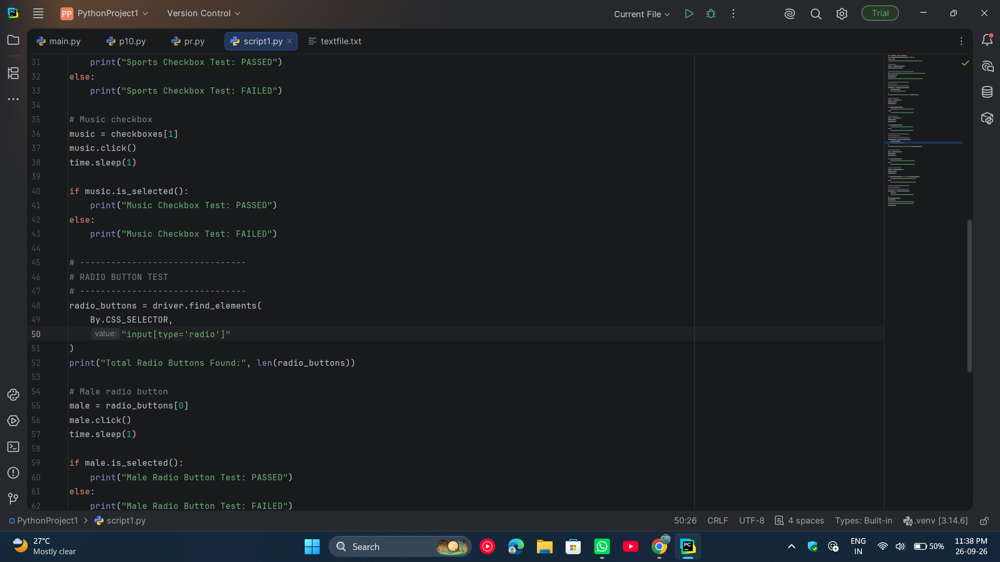 PP PythonProject1 Version Control Current File Trial
main.py p10.py pr.py script1.py textfile.txt
31 print("Sports Checkbox Test: PASSED")
32 else:
33 print("Sports Checkbox Test: FAILED")
34
35 # Music checkbox
36 music = checkboxes[1]
37 music.click()
38 time.sleep(1)
39
40 if music.is_selected():
41 print("Music Checkbox Test: PASSED")
42 else:
43 print("Music Checkbox Test: FAILED")
44
45 # --------------------------------
46 # RADIO BUTTON TEST
47 # --------------------------------
48 radio_buttons = driver.find_elements(
49 By.CSS_SELECTOR,
50 value: "input[type='radio']"
51 )
52 print("Total Radio Buttons Found:", len(radio_buttons))
53
54 # Male radio button
55 male = radio_buttons[0]
56 male.click()
57 time.sleep(1)
58
59 if male.is_selected():
60 print("Male Radio Button Test: PASSED")
61 else:
62 print("Male Radio Button Test: FAILED")
PythonProject1 script1.py 50:26 CRLF UTF-8 4 spaces Types: Built-in .venv [3.14.6]
27°C
Mostly clear
Search
ENG
IN
50%
11:38 PM
26-09-26